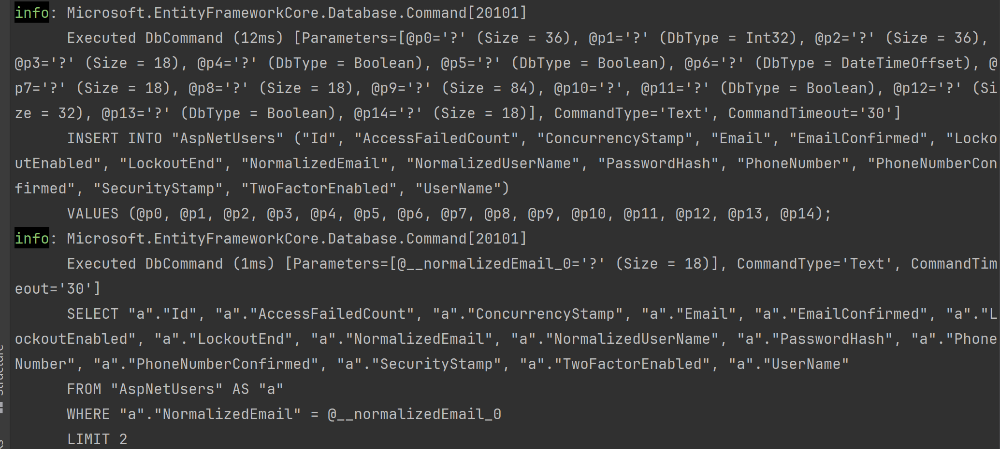 info: Microsoft.EntityFrameworkCore.Database.Command[20101]
      Executed DbCommand (12ms) [Parameters=[@p0='?' (Size = 36), @p1='?' (DbType = Int32), @p2='?' (Size = 36),
@p3='?' (Size = 18), @p4='?' (DbType = Boolean), @p5='?' (DbType = Boolean), @p6='?' (DbType = DateTimeOffset), @
p7='?' (Size = 18), @p8='?' (Size = 18), @p9='?' (Size = 84), @p10='?', @p11='?' (DbType = Boolean), @p12='?' (Si
ze = 32), @p13='?' (DbType = Boolean), @p14='?' (Size = 18)], CommandType='Text', CommandTimeout='30']
      INSERT INTO "AspNetUsers" ("Id", "AccessFailedCount", "ConcurrencyStamp", "Email", "EmailConfirmed", "Locko
utEnabled", "LockoutEnd", "NormalizedEmail", "NormalizedUserName", "PasswordHash", "PhoneNumber", "PhoneNumberCon
firmed", "SecurityStamp", "TwoFactorEnabled", "UserName")
      VALUES (@p0, @p1, @p2, @p3, @p4, @p5, @p6, @p7, @p8, @p9, @p10, @p11, @p12, @p13, @p14);
info: Microsoft.EntityFrameworkCore.Database.Command[20101]
      Executed DbCommand (1ms) [Parameters=[@__normalizedEmail_0='?' (Size = 18)], CommandType='Text', CommandTim
eout='30']
      SELECT "a"."Id", "a"."AccessFailedCount", "a"."ConcurrencyStamp", "a"."Email", "a"."EmailConfirmed", "a"."L
ockoutEnabled", "a"."LockoutEnd", "a"."NormalizedEmail", "a"."NormalizedUserName", "a"."PasswordHash", "a"."Phone
Number", "a"."PhoneNumberConfirmed", "a"."SecurityStamp", "a"."TwoFactorEnabled", "a"."UserName"
      FROM "AspNetUsers" AS "a"
      WHERE "a"."NormalizedEmail" = @__normalizedEmail_0
      LIMIT 2
Structure